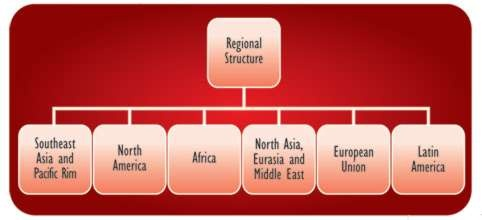 Regional
Structure
Southeast
Asia and
Pacific Rim
North
America
Africa
North Asia,
Eurasia and
Middle East
European
Union
Latin
America